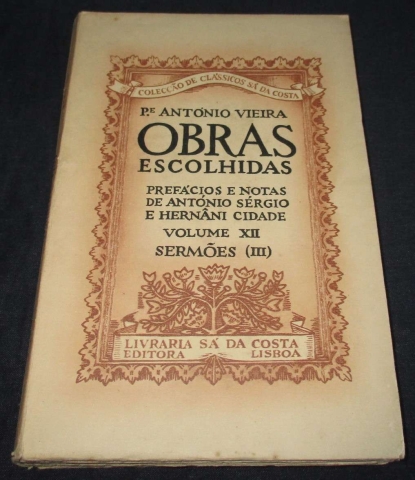 COLECÇÃO DE CLÁSSICOS SÁ DA COSTA
P.E ANTÓNIO VIEIRA
OBRAS
ESCOLHIDAS
PREFÁCIOS E NOTAS
DE ANTÓNIO SÉRGIO
E HERNÂNI CIDADE
VOLUME XII
SERMÕES (III)
LIVRARIA SÁ DA COSTA
EDITORA LISBOA